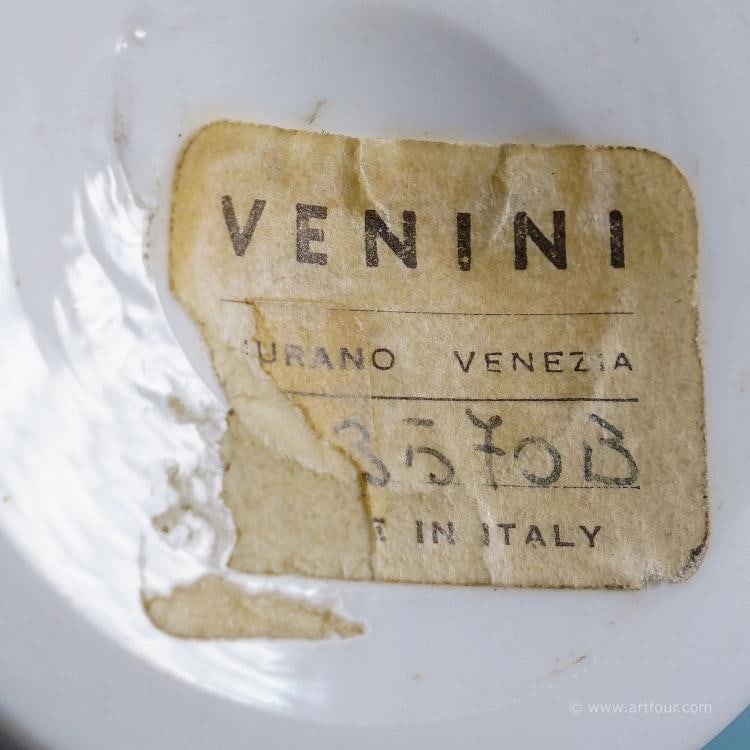 VENINI
URANO VENEZIA
3570B
T IN ITALY
© www.artfour.com